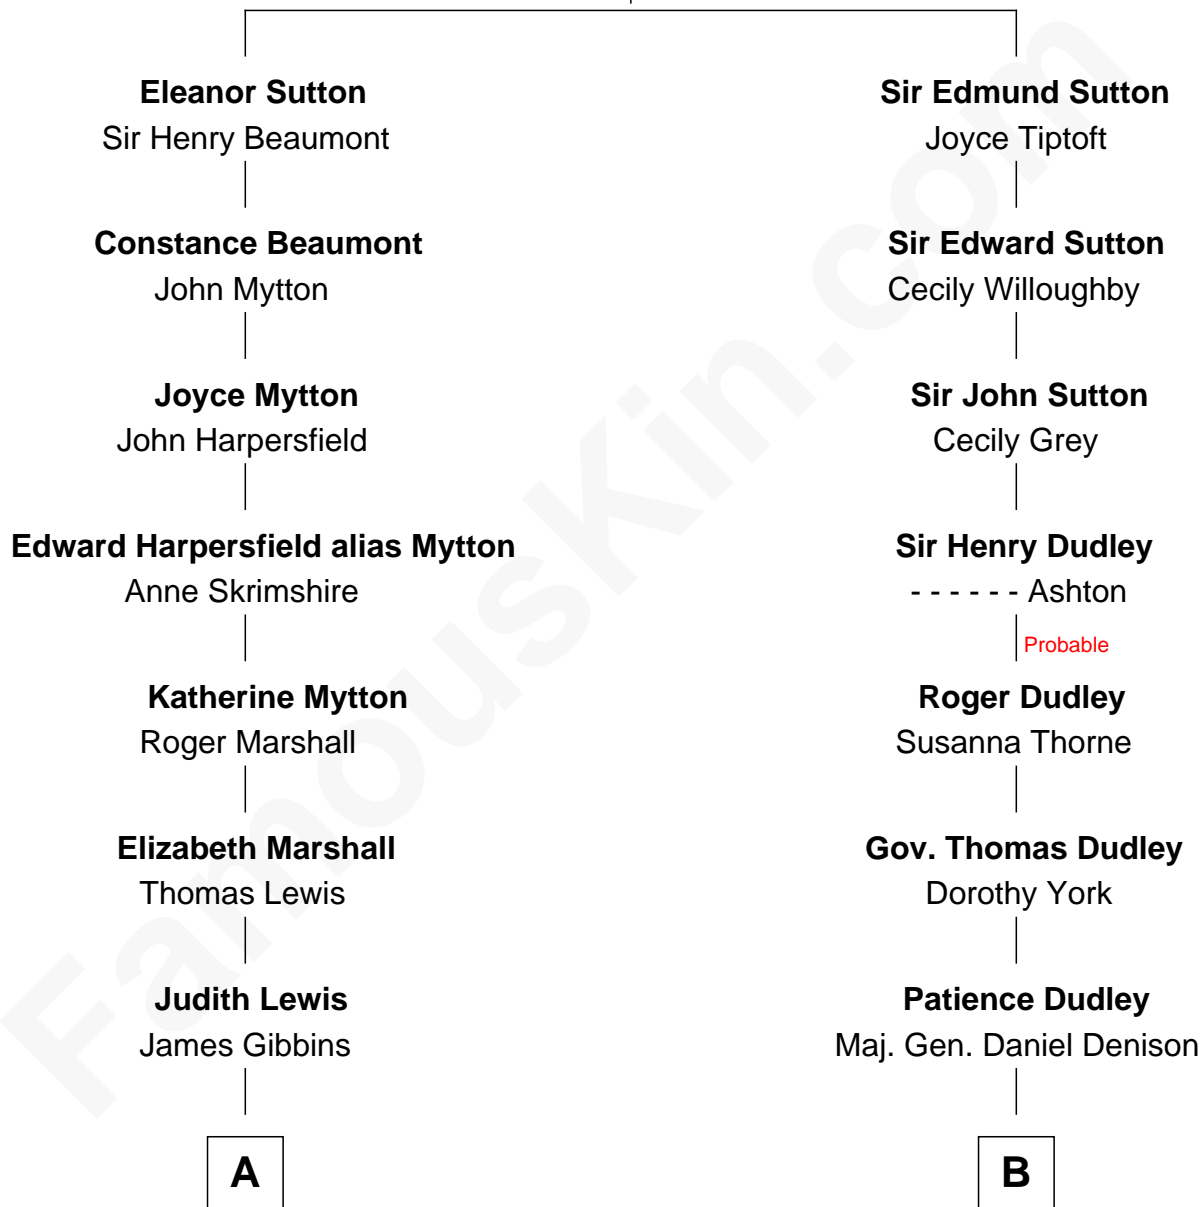 Eleanor Sutton
Sir Henry Beaumont
Constance Beaumont
John Mytton
Joyce Mytton
John Harpersfield
Edward Harpersfield alias Mytton
Anne Skrimshire
Katherine Mytton
Roger Marshall
Elizabeth Marshall
Thomas Lewis
Judith Lewis
James Gibbins
A
Sir Edmund Sutton
Joyce Tiptoft
Sir Edward Sutton
Cecily Willoughby
Sir John Sutton
Cecily Grey
Sir Henry Dudley
- - - - - - Ashton
Probable
Roger Dudley
Susanna Thorne
Gov. Thomas Dudley
Dorothy York
Patience Dudley
Maj. Gen. Daniel Denison
B
FamousKin.com